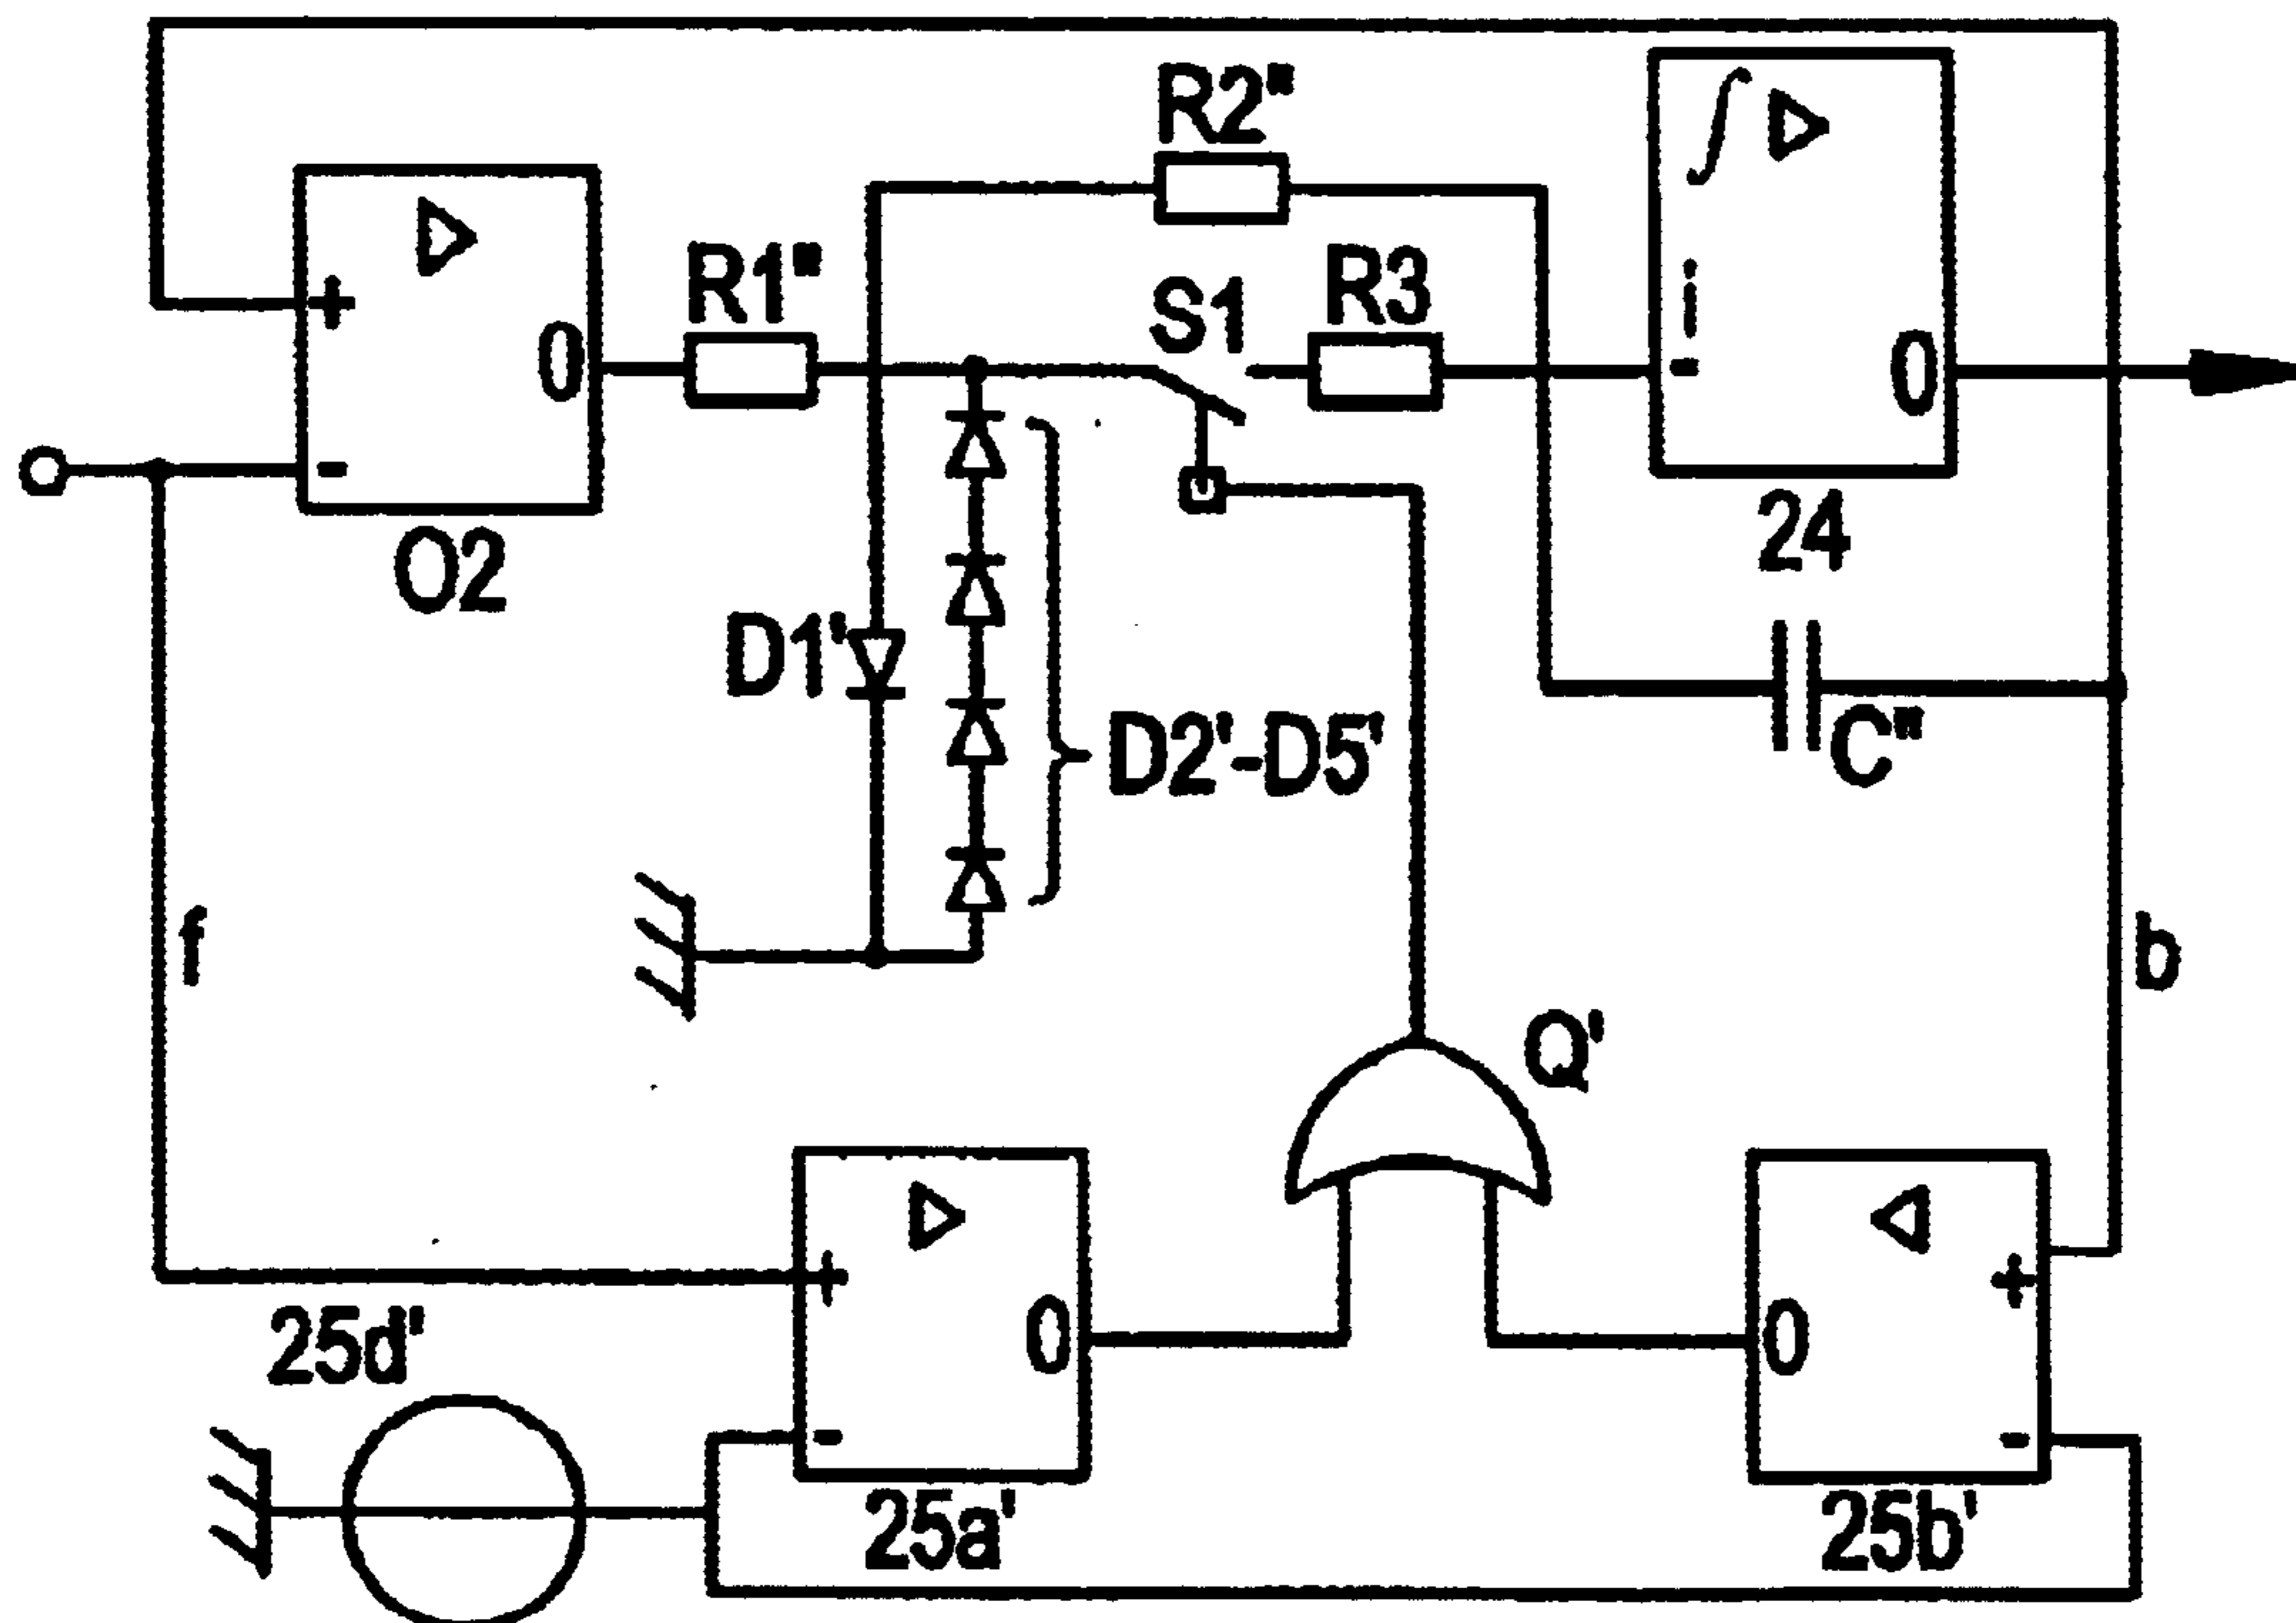 R2"
∫
R1"
S1
R3
i
+
0
-
0
-
O2
24
D1'
D2'-D5'
C"
f
b
Q'
+
+
25d'
0
0
-
-
25a'
25b'